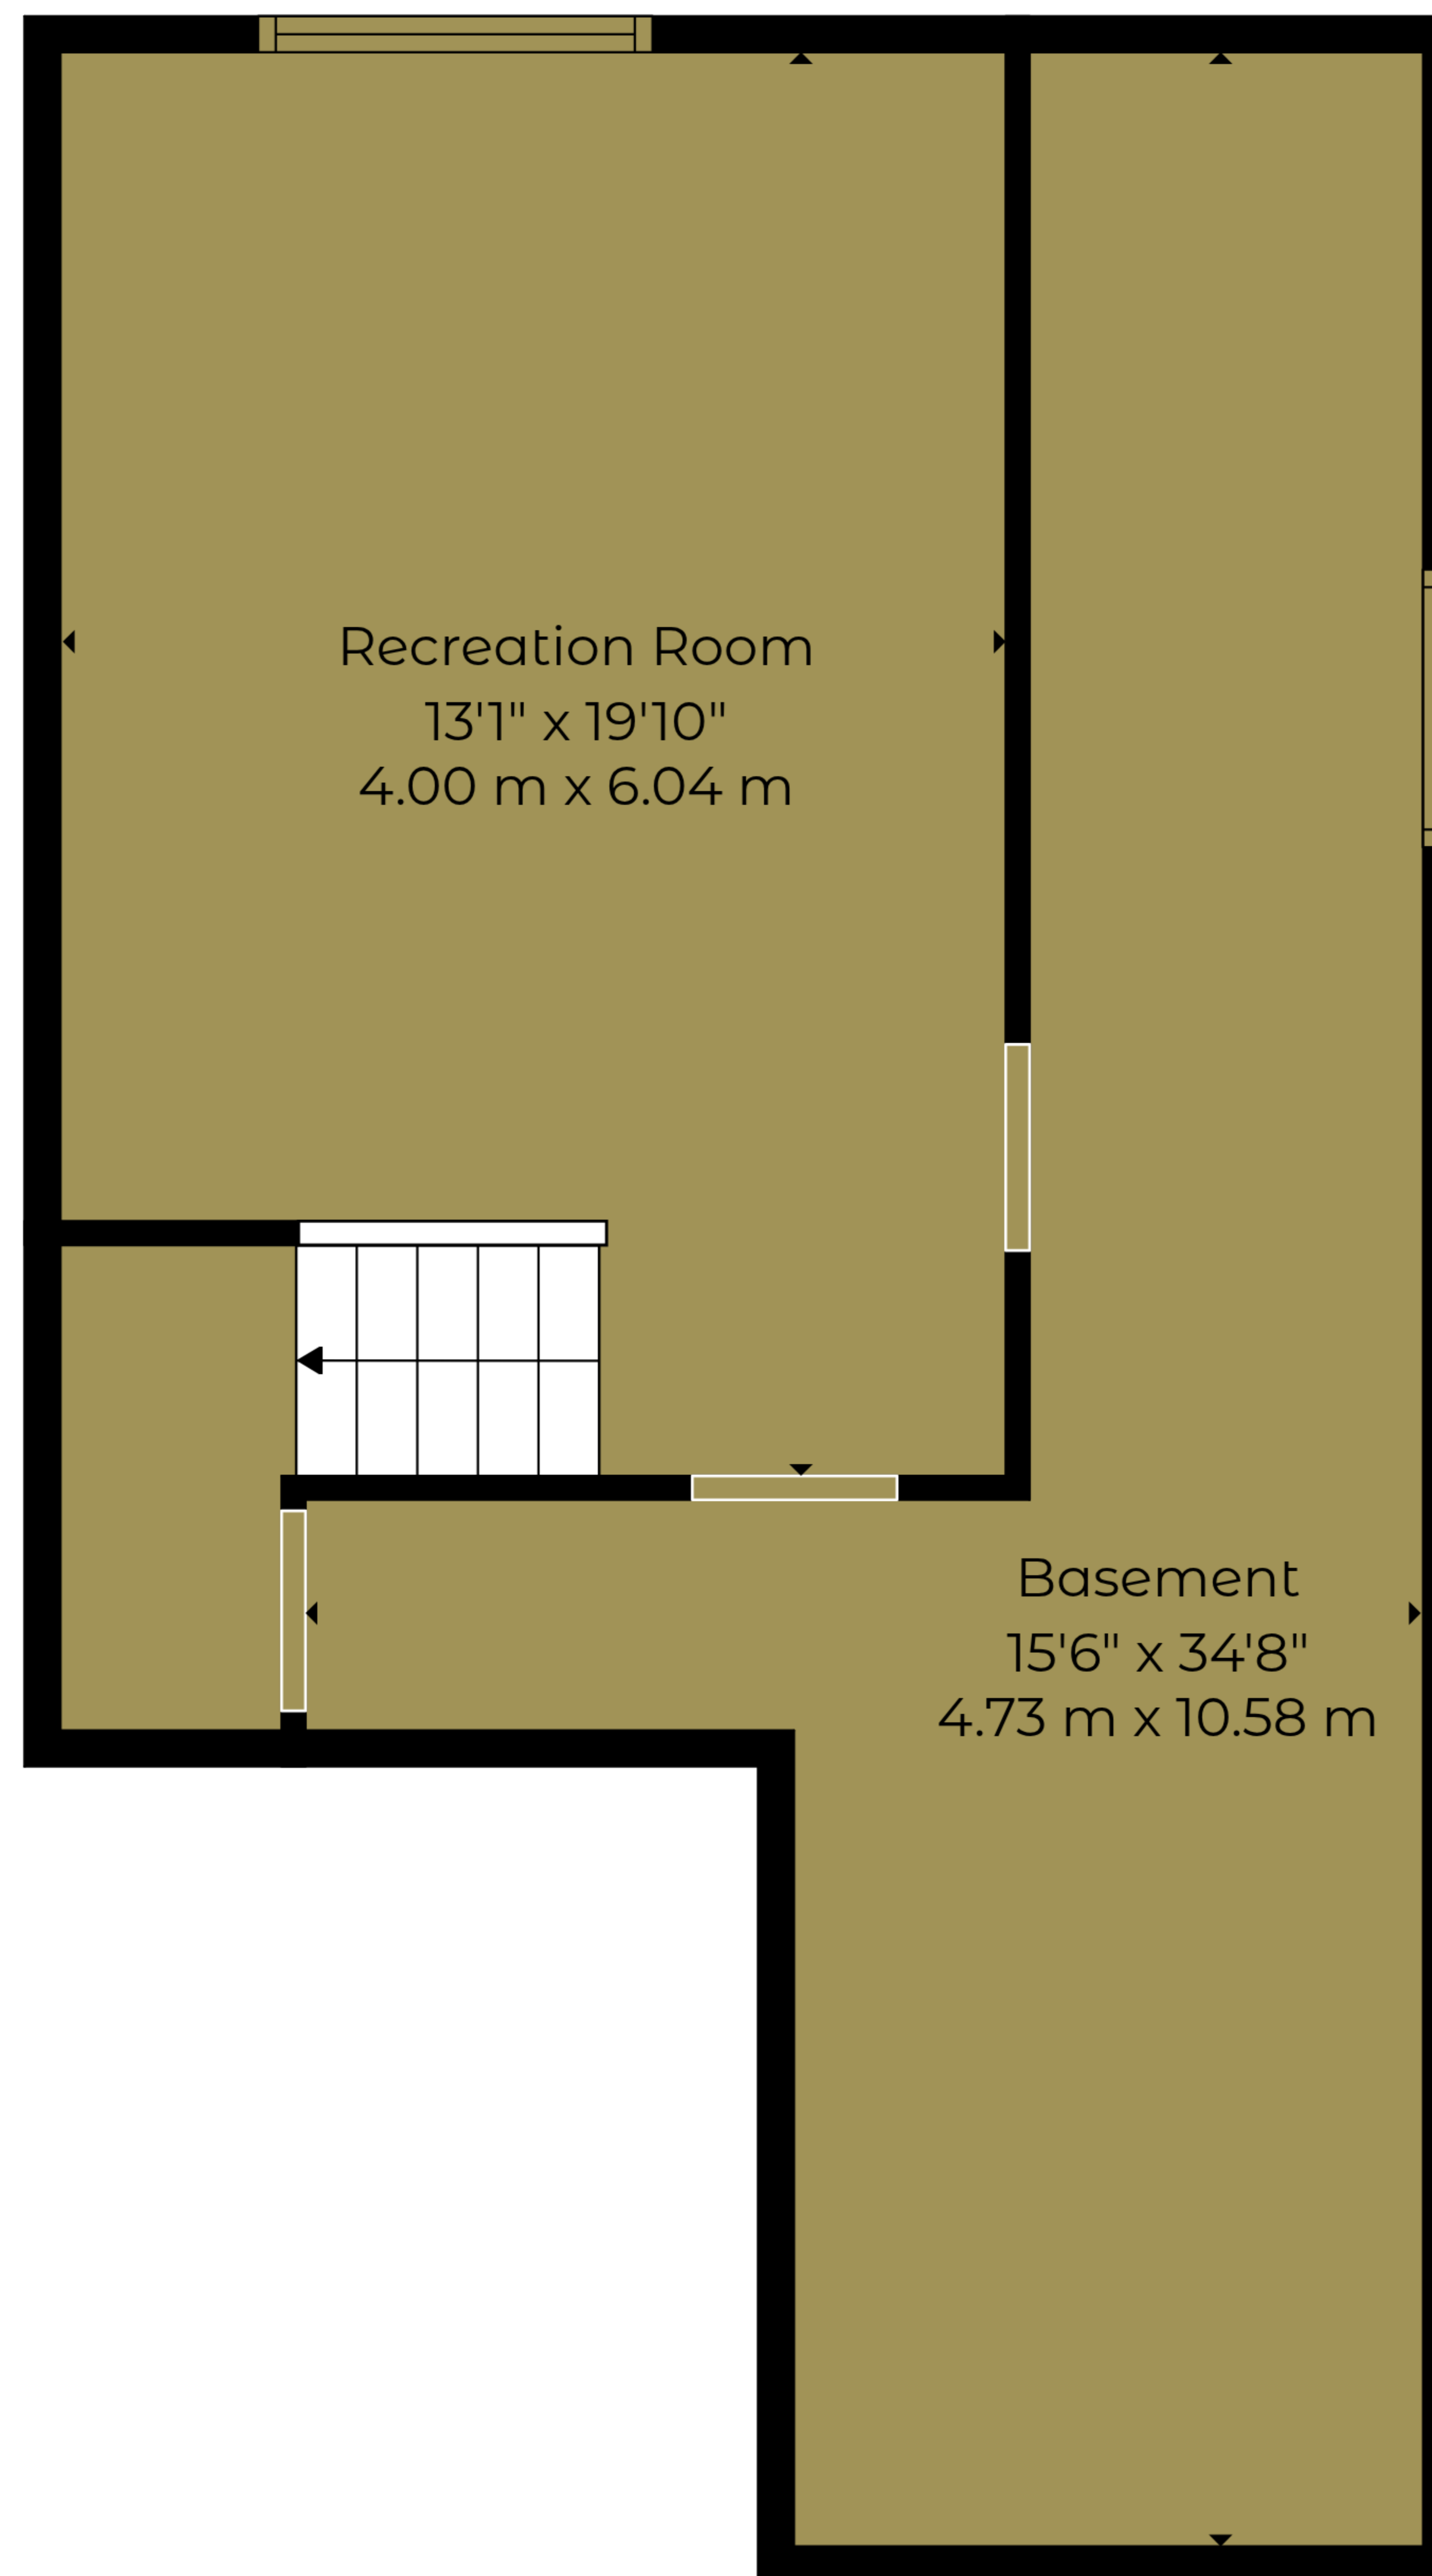 Recreation Room
13'1" x 19'10"
4.00 m x 6.04 m
Basement
15'6" x 34'8"
4.73 m x 10.58 m